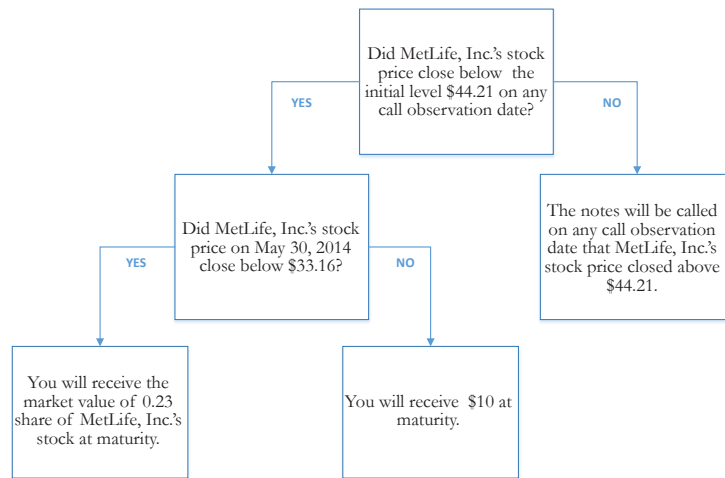 Did MetLife, Inc.'s stock
price close below the
initial level $44.21 on any
call observation date?
YES
NO
Did MetLife, Inc.'s stock
price on May 30, 2014
close below $33.16?
The notes will be called
on any call observation
date that MetLife, Inc.'s
stock price closed above
$44.21.
YES
NO
You will receive the
market value of 0.23
share of MetLife, Inc.'s
stock at maturity.
You will receive $10 at
maturity.